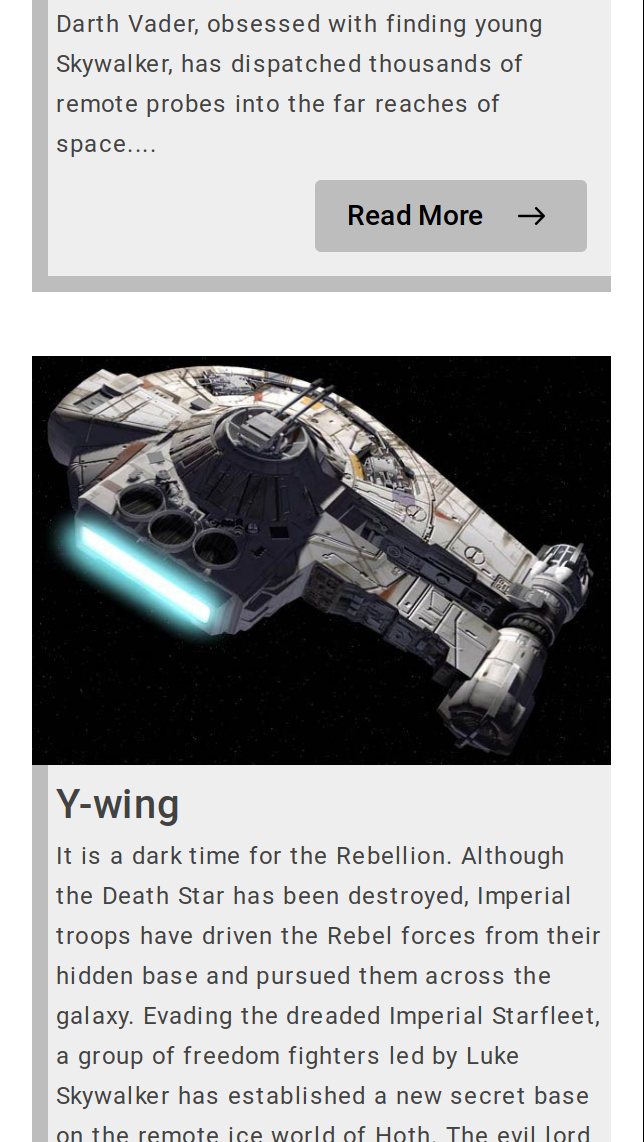 Darth Vader, obsessed with finding young
Skywalker, has dispatched thousands of
remote probes into the far reaches of
space....
Read More
Y-wing
It is a dark time for the Rebellion. Although
the Death Star has been destroyed, Imperial
troops have driven the Rebel forces from their
hidden base and pursued them across the
galaxy. Evading the dreaded Imperial Starfleet,
a group of freedom fighters led by Luke
Skywalker has established a new secret base
on the remote ice world of Hoth. The evil lord